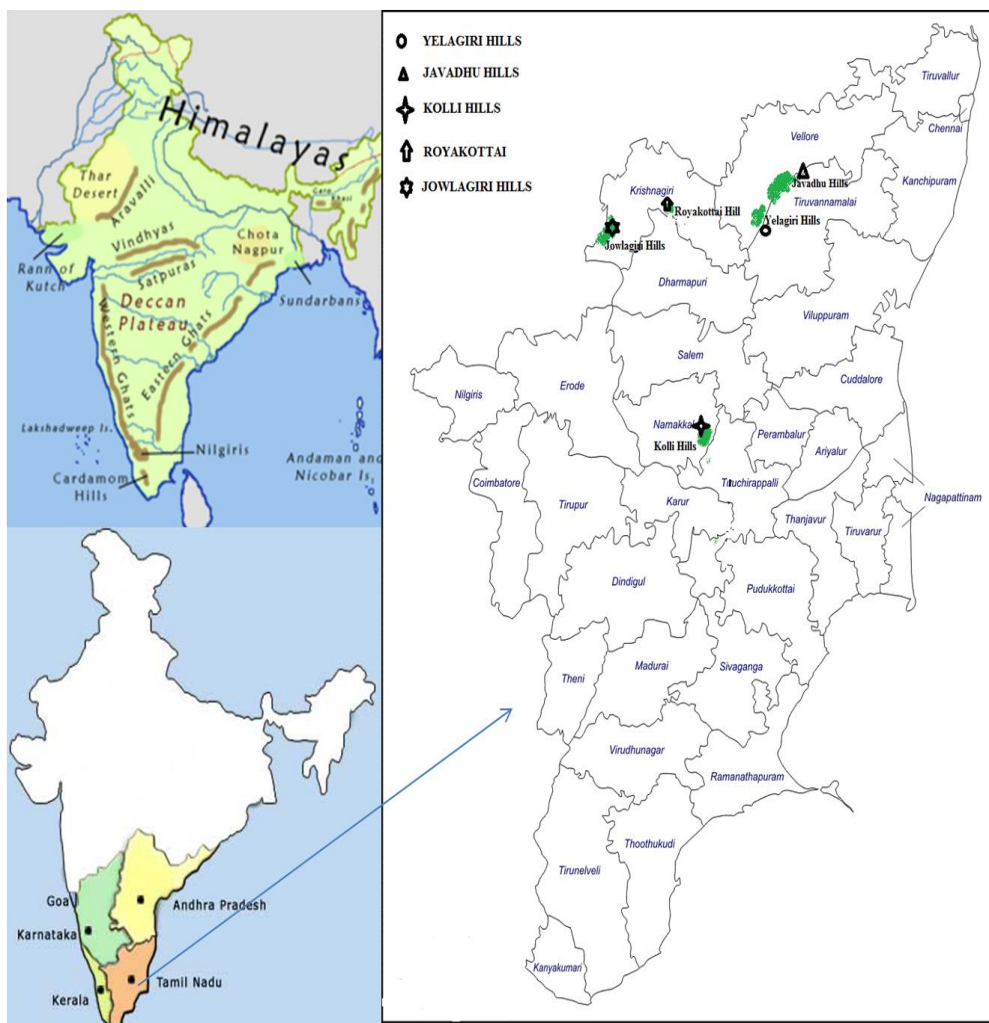 Himalayas
Thar
Desert
Aravalli
Vindhyas
Satpuras
Chota
Nagpur
Garo
Khasi
Rann of
Kutch
Sundarbans
Deccan
Plateau
Western Ghats
Eastern Ghats
Lakshadweep Is.
Nilgiris
Cardamom
Hills
Andaman and
Nicobar Is,
Goa
Andhra Pradesh
Karnataka
Tamil Nadu
Kerala
YELAGIRI HILLS
JAVADHU HILLS
KOLLI HILLS
ROYAKOTTAI
JOWLAGIRI HILLS
Tiruvallur
Chennai
Vellore
Kanchipuram
Javadhu Hills
Krishnagiri
Tiruvannamalai
Royakottai Hill
Yelagiri Hills
Jowlagiri Hills
Dharmapuri
Viluppuram
Salem
Cuddalore
Erode
Nilgiris
Namakkal
Perambalur
Kolli Hills
Ariyalur
Coimbatore
Tiruchirappalli
Karur
Tirupur
Nagapattinam
Thanjavur
Tiruvarur
Dindigul
Pudukkottai
Madurai
Sivaganga
Theni
Virudhunagar
Ramanathapuram
Thoothukudi
Tirunelveli
Kanyakumari